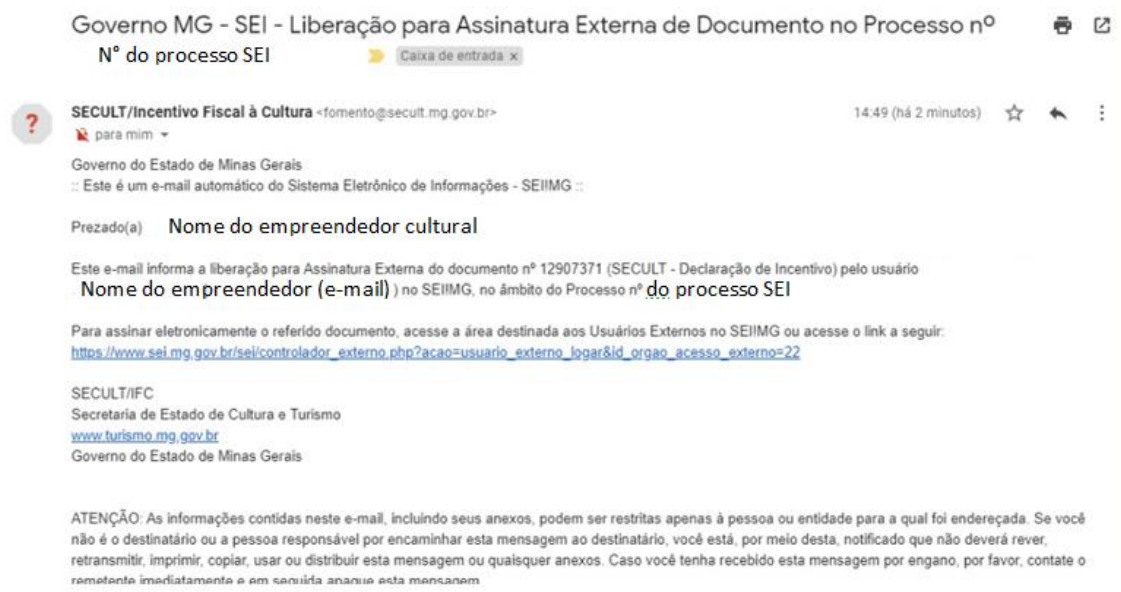 Governo MG - SEI - Liberação para Assinatura Externa de Documento no Processo nº
N° do processo SEI Caixa de entrada x
SECULT/Incentivo Fiscal à Cultura <fomento@secult.mg.gov.br> 14:49 (há 2 minutos)
para mim
Governo do Estado de Minas Gerais
:: Este é um e-mail automático do Sistema Eletrônico de Informações - SEI!MG ::
Prezado(a) Nome do empreendedor cultural
Este e-mail informa a liberação para Assinatura Externa do documento nº 12907371 (SECULT - Declaração de Incentivo) pelo usuário
Nome do empreendedor (e-mail) ) no SEI!MG, no âmbito do Processo nº do processo SEI
Para assinar eletronicamente o referido documento, acesse a área destinada aos Usuários Externos no SEI!MG ou acesse o link a seguir:
https://www.sei.mg.gov.br/sei/controlador_externo.php?acao=usuario_externo_logar&id_orgao_acesso_externo=22
SECULT/IFC
Secretaria de Estado de Cultura e Turismo
www.turismo.mg.gov.br
Governo do Estado de Minas Gerais
ATENÇÃO: As informações contidas neste e-mail, incluindo seus anexos, podem ser restritas apenas à pessoa ou entidade para a qual foi endereçada. Se você
não é o destinatário ou a pessoa responsável por encaminhar esta mensagem ao destinatário, você está, por meio desta, notificado que não deverá rever,
retransmitir, imprimir, copiar, usar ou distribuir esta mensagem ou quaisquer anexos. Caso você tenha recebido esta mensagem por engano, por favor, contate o
remetente imediatamente e em seguida apague esta mensagem